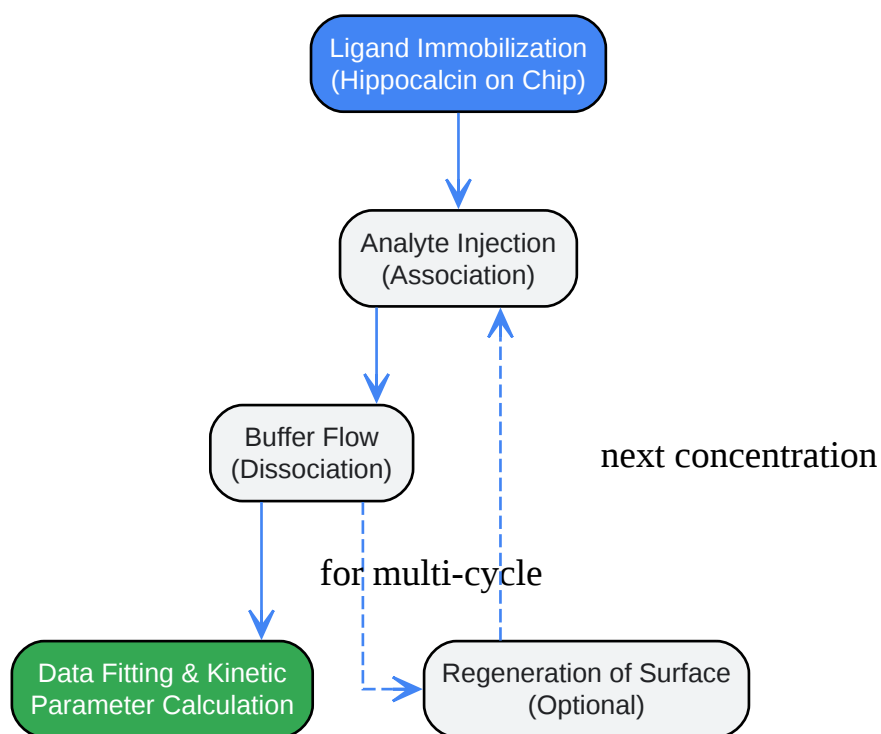 Ligand Immobilization
(Hippocalcin on Chip)
Analyte Injection
(Association)
Buffer Flow
(Dissociation)
next concentration
for multi-cycle
Data Fitting & Kinetic
Parameter Calculation
Regeneration of Surface
(Optional)